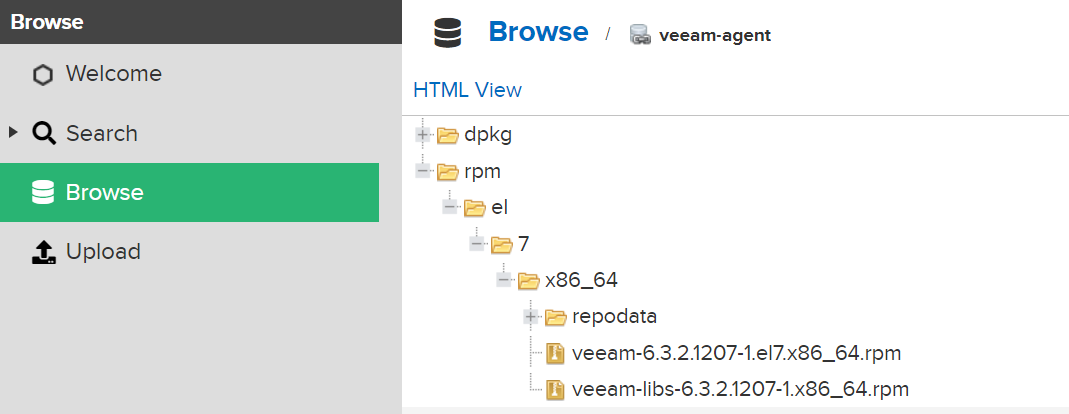 Browse
Welcome
Search
Browse
Upload
Browse / veeam-agent
HTML View
dpkg
rpm
el
7
x86_64
repodata
veeam-6.3.2.1207-1.el7.x86_64.rpm
veeam-libs-6.3.2.1207-1.x86_64.rpm